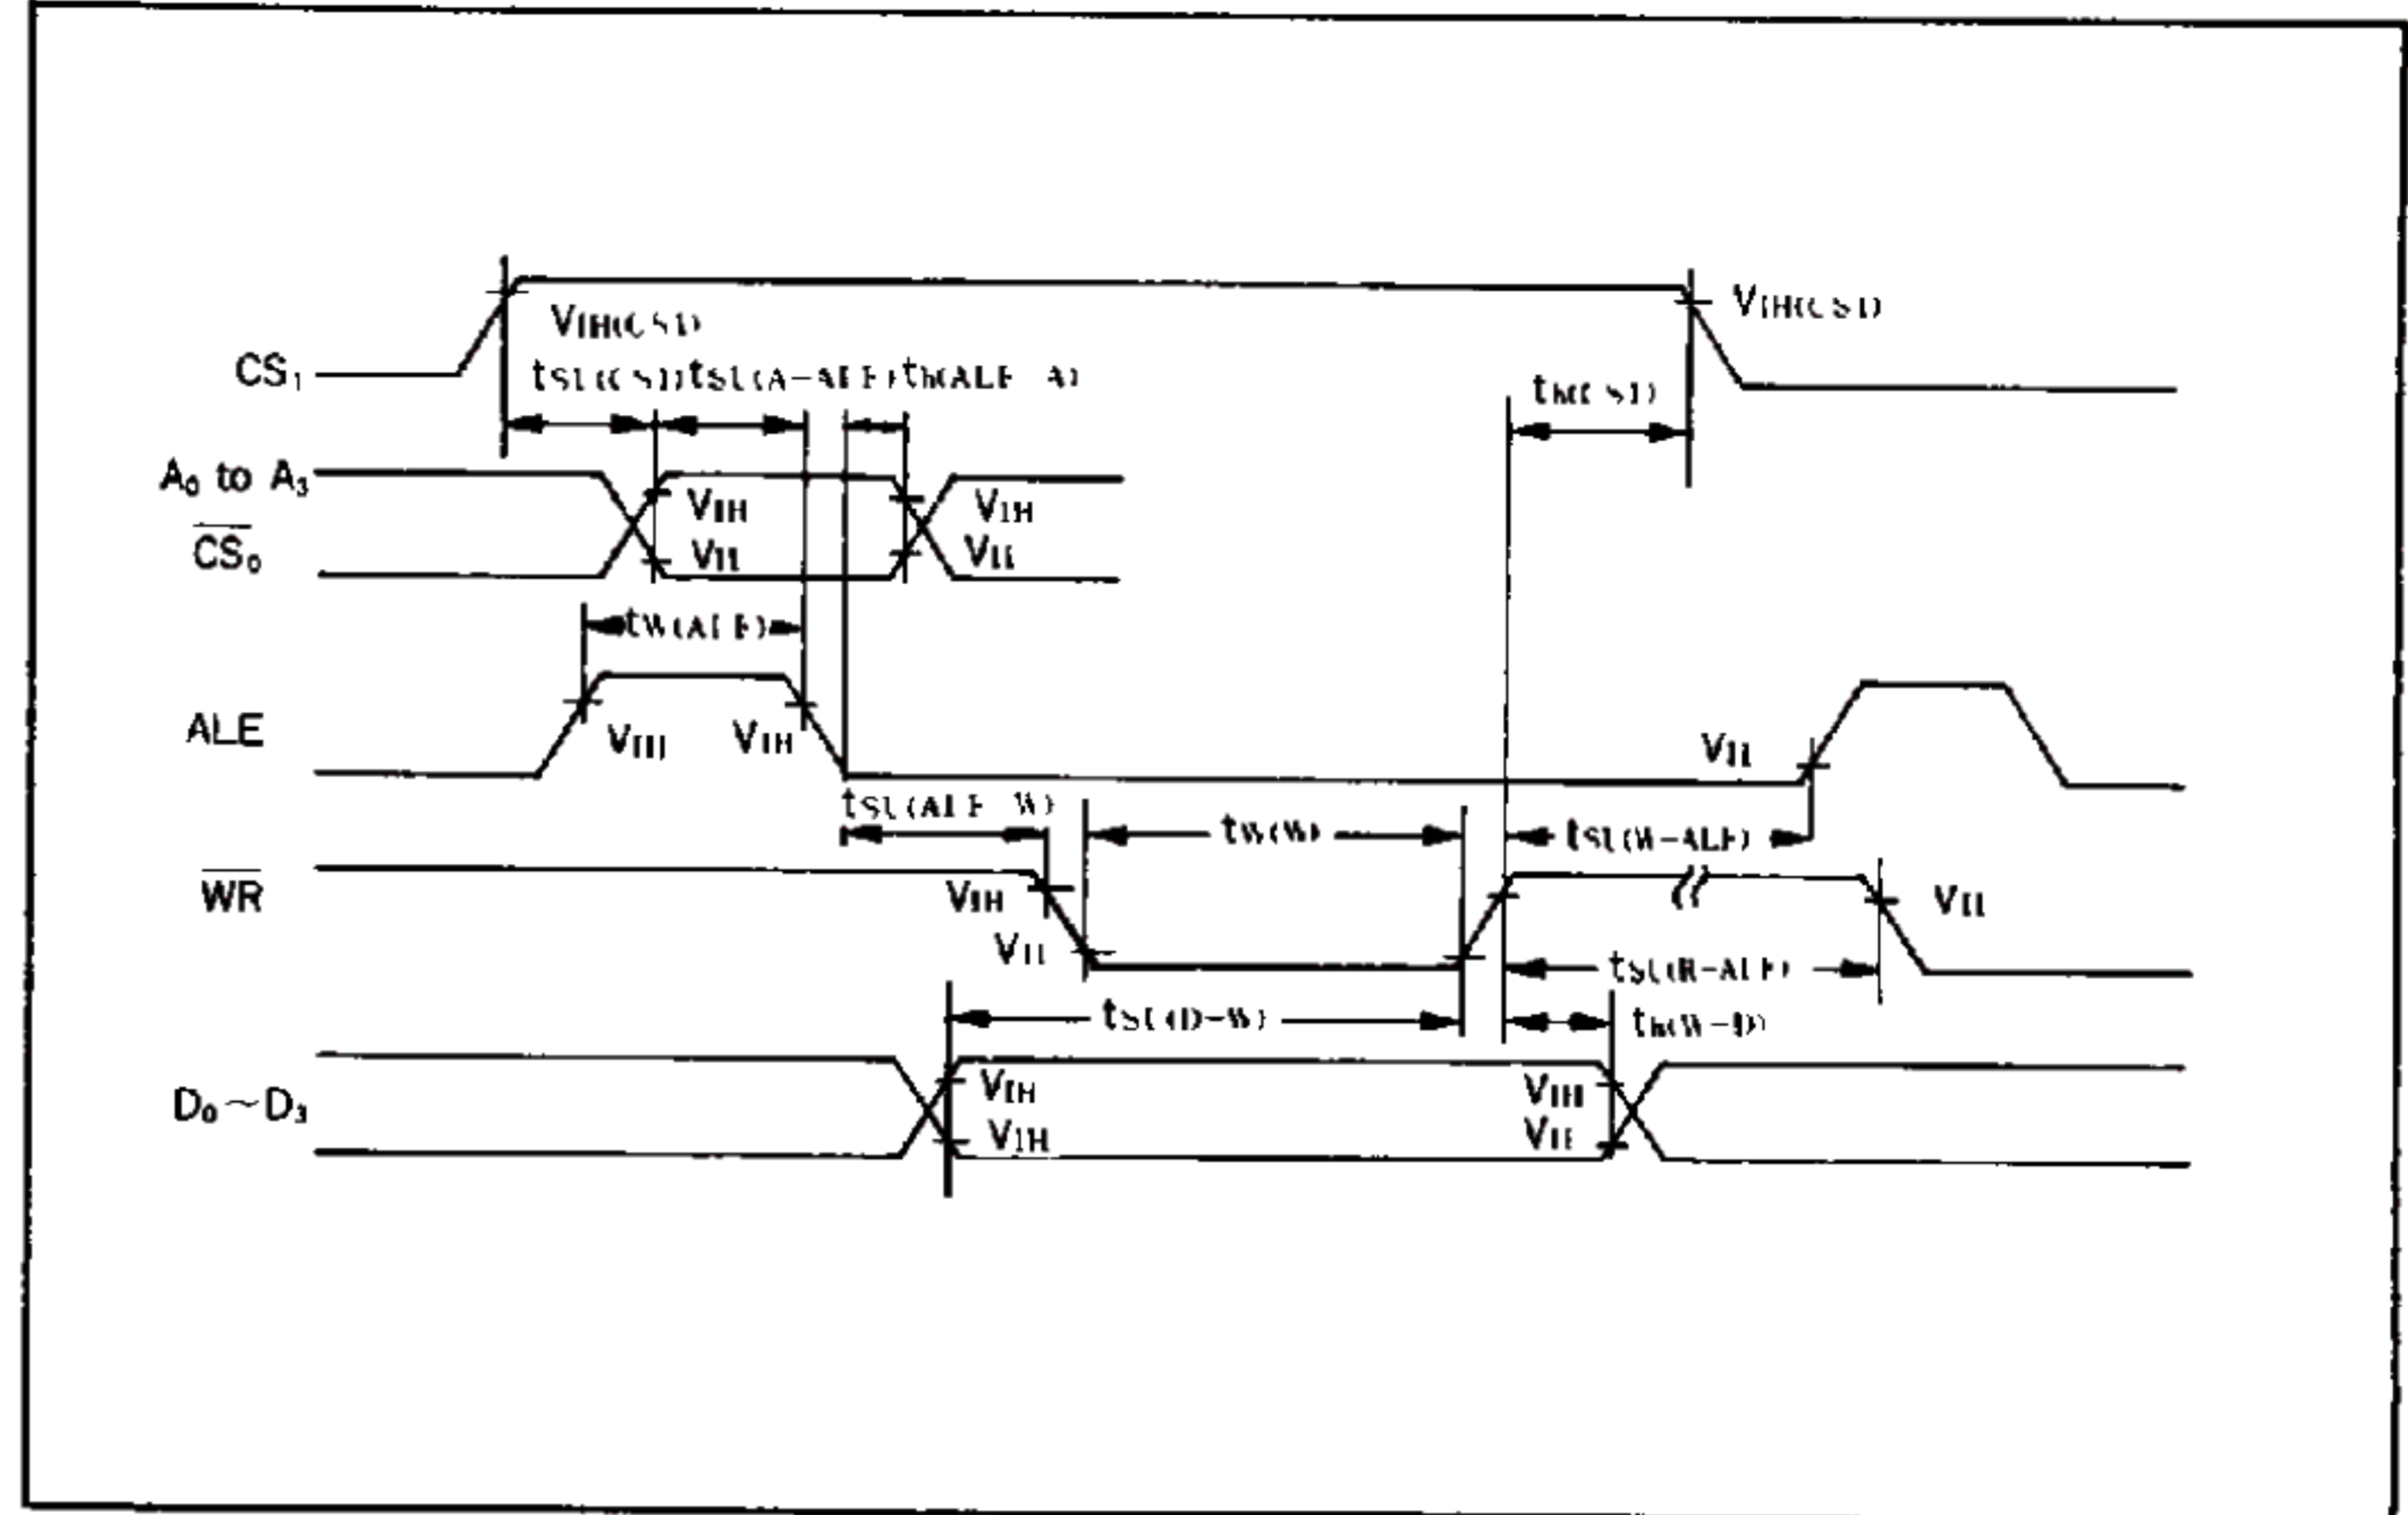 VIH(CS1)
VIH(CS1)
CS1
tSU(CS1) tSU(A-ALE) th(ALE-A)
th(CS1)
A0 to A3
VIH
VIH
CS0
VIL
VIL
tW(ALE)
ALE
VIH
VIH
VIL
tSU(ALE-W)
tW(W)
tSU(W-ALE)
WR
VIH
VIL
VIL
tSU(R-ALE)
tSU(D-W)
th(W-D)
D0~D3
VIH
VIH
VIH
VIL